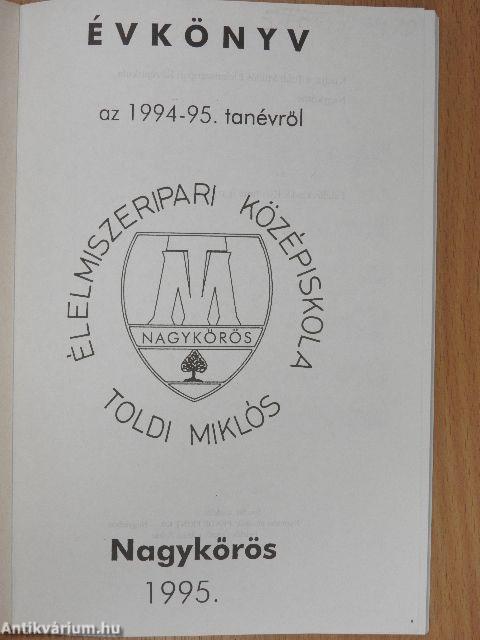 ÉVKÖNYV
az 1994-95. tanévről
ÉLELMISZERIPARI KÖZÉPISKOLA
NAGYKŐRÖS
TOLDI MIKLÓS
Nagykőrös
1995.
Antikvárium.hu